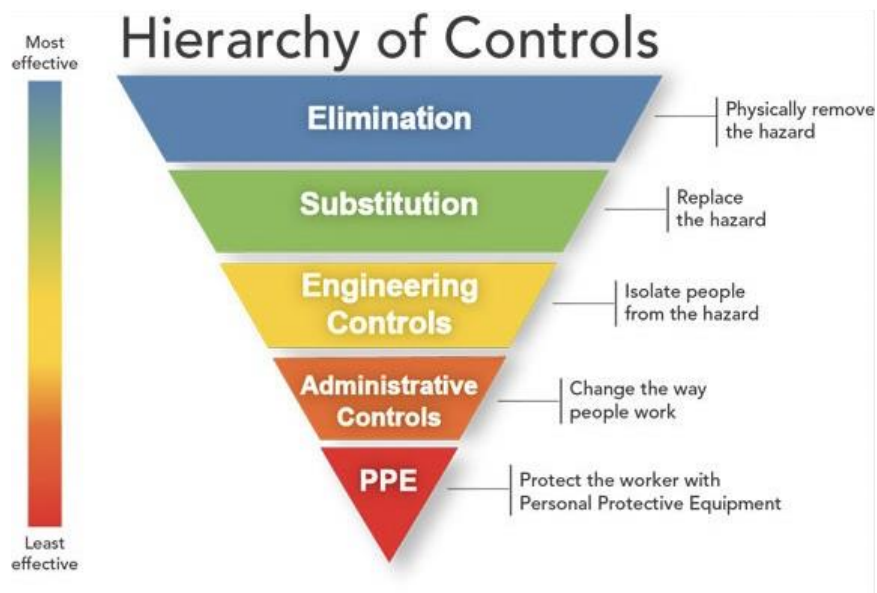 Hierarchy of Controls
Most
effective
Elimination
Physically remove
the hazard
Substitution
Replace
the hazard
Engineering
Controls
Isolate people
from the hazard
Administrative
Controls
Change the way
people work
PPE
Protect the worker with
Personal Protective Equipment
Least
effective